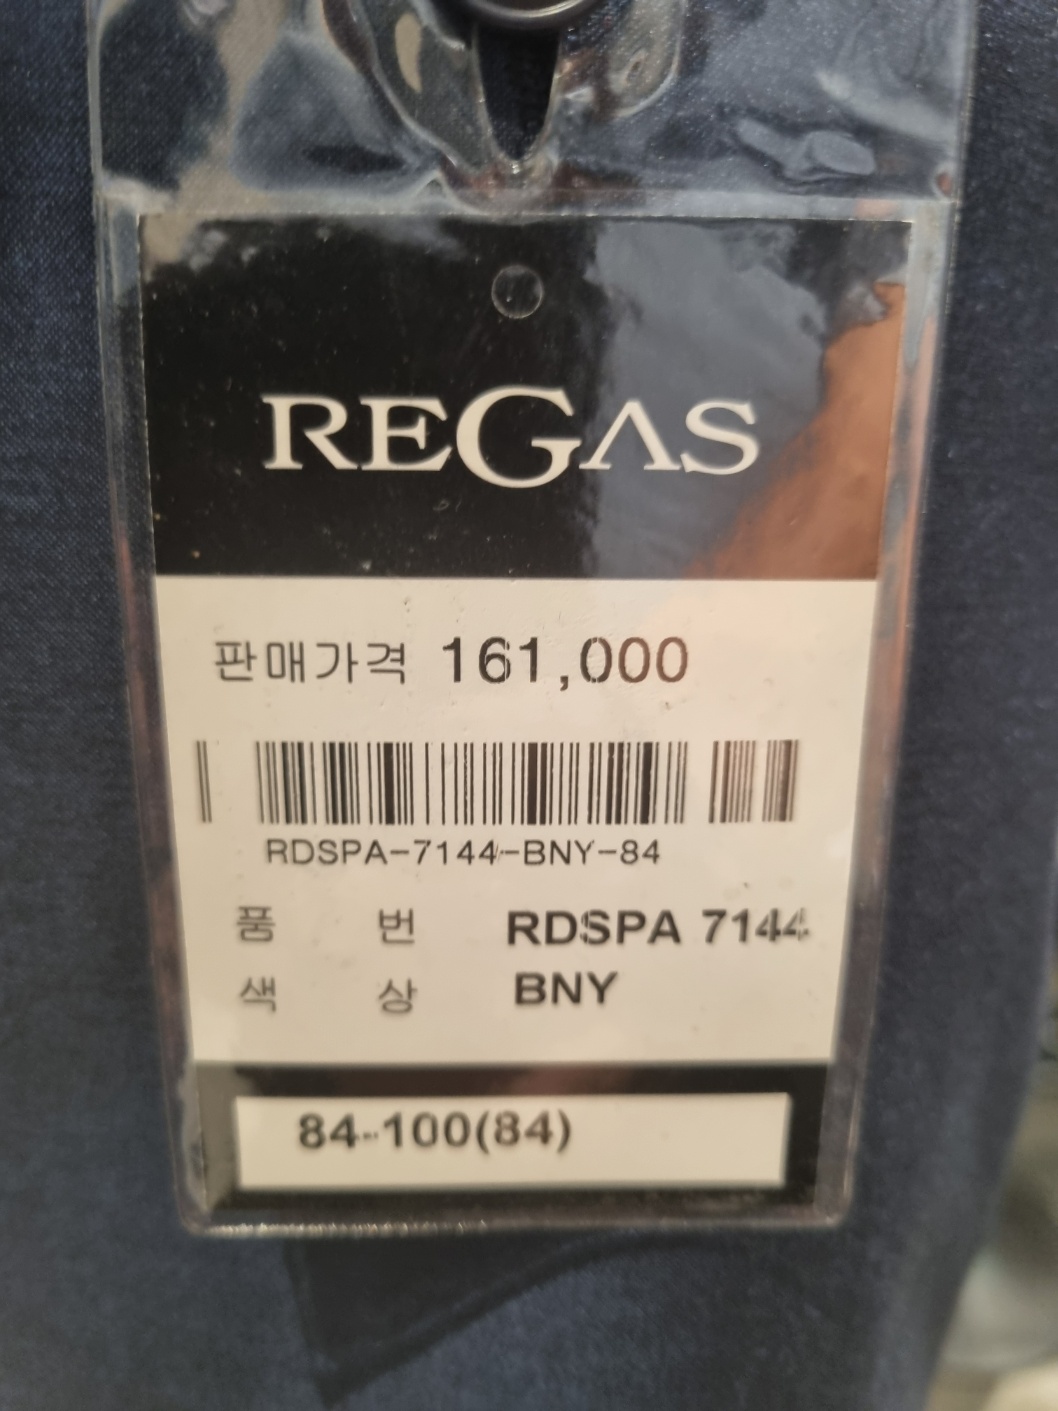 REGAS
판매가격 161,000
RDSPA-7144-BNY-84
품 번 RDSPA 7144
색 상 BNY
84-100(84)